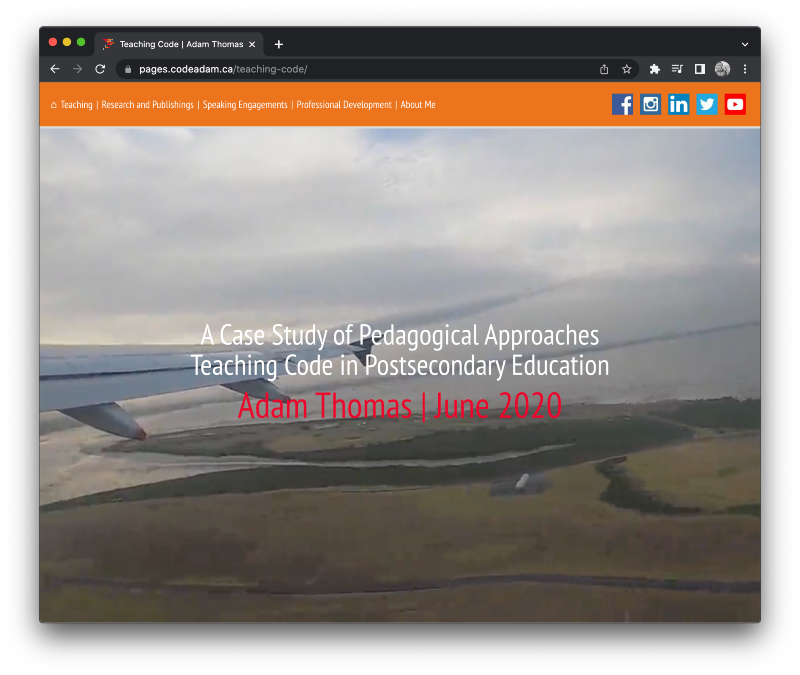 Teaching Code | Adam Thomas
pages.codeadam.ca/teaching-code/
Teaching | Research and Publishings | Speaking Engagements | Professional Development | About Me
A Case Study of Pedagogical Approaches
Teaching Code in Postsecondary Education
Adam Thomas | June 2020